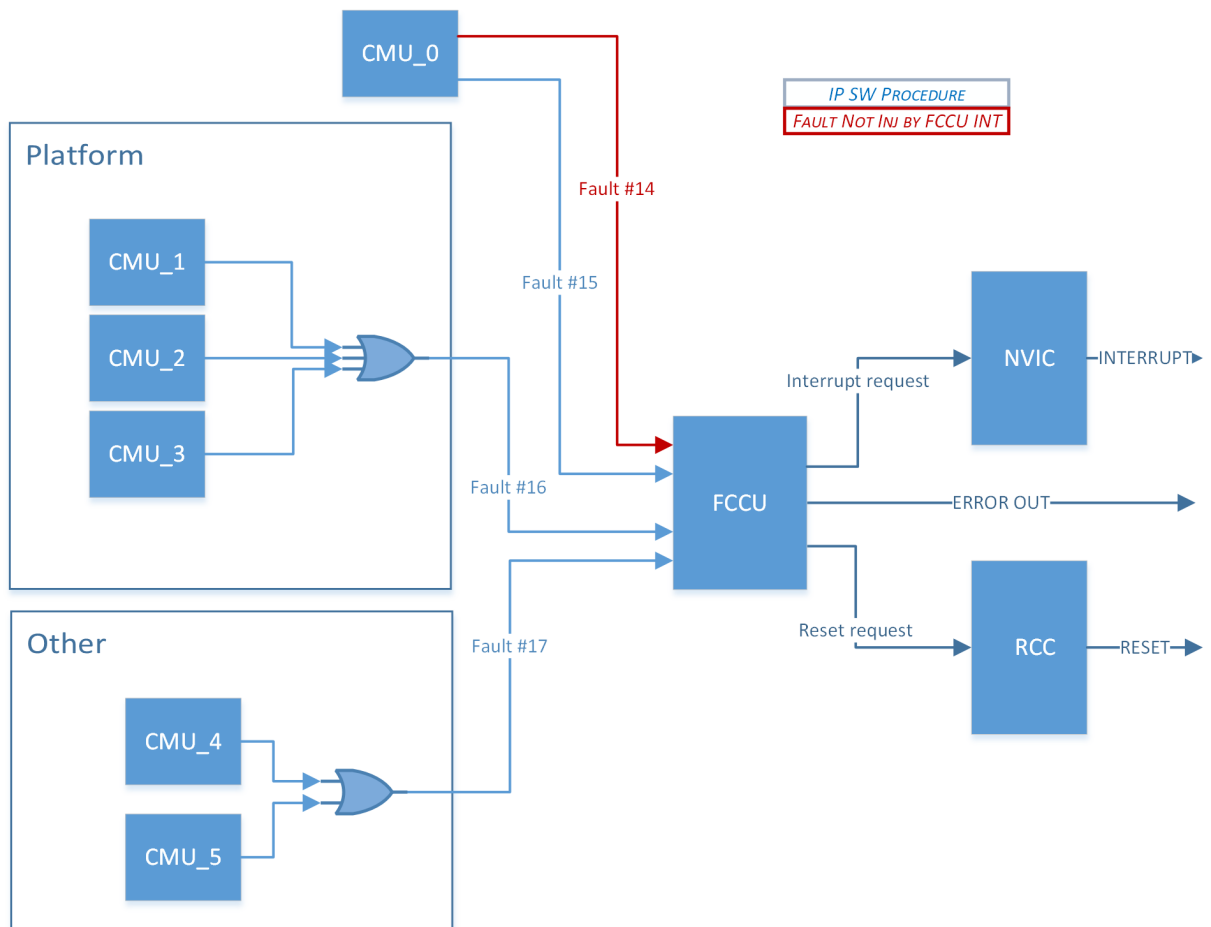 CMU_0
IP SW PROCEDURE
FAULT NOT INJ BY FCCU INT
Platform
Fault #14
CMU_1
Fault #15
CMU_2
NVIC
INTERRUPT
Interrupt request
CMU_3
Fault #16
FCCU
ERROR OUT
Other
Fault #17
Reset request
RCC
RESET
CMU_4
CMU_5